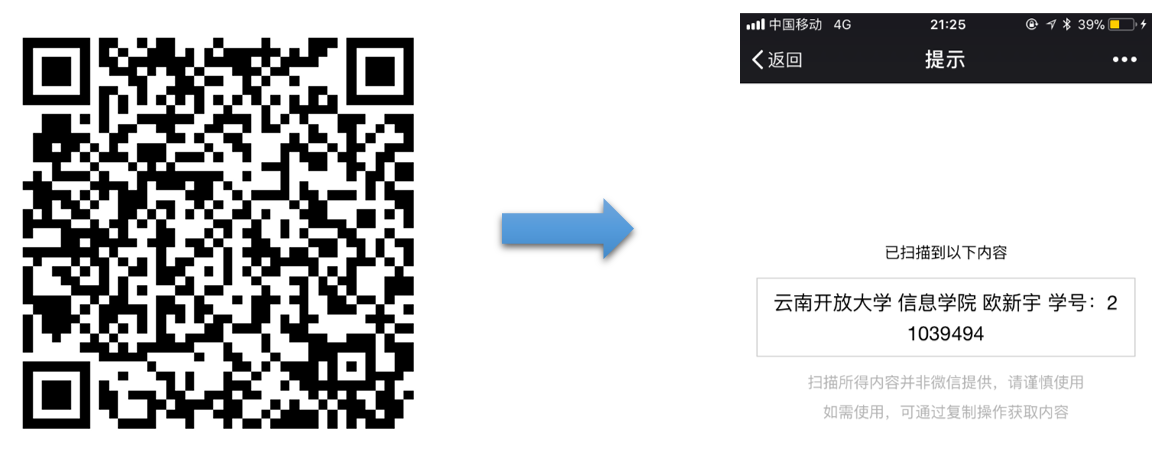 中国移动 4G 21:25 39%
返回 提示
已扫描到以下内容
云南开放大学 信息学院 欧新宇 学号：2
1039494
扫描所得内容并非微信提供，请谨慎使用
如需使用，可通过复制操作获取内容